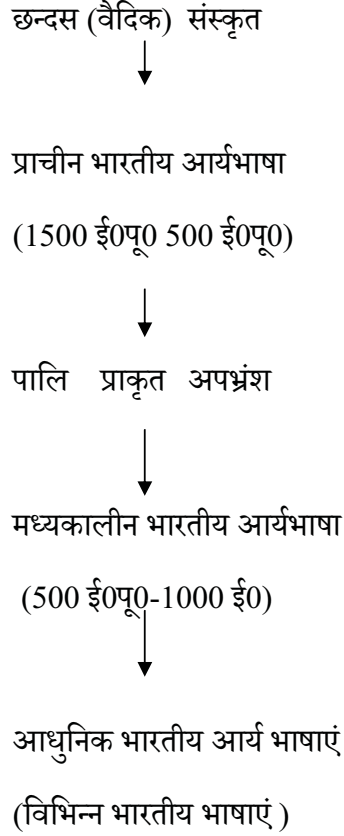 छन्दस (वैदिक) संस्कृत
प्राचीन भारतीय आर्यभाषा
(1500 ई0पू0 500 ई0पू0)
पालि प्राकृत अपभ्रंश
मध्यकालीन भारतीय आर्यभाषा
(500 ई0पू0-1000 ई0)
आधुनिक भारतीय आर्य भाषाएं
(विभिन्न भारतीय भाषाएं )